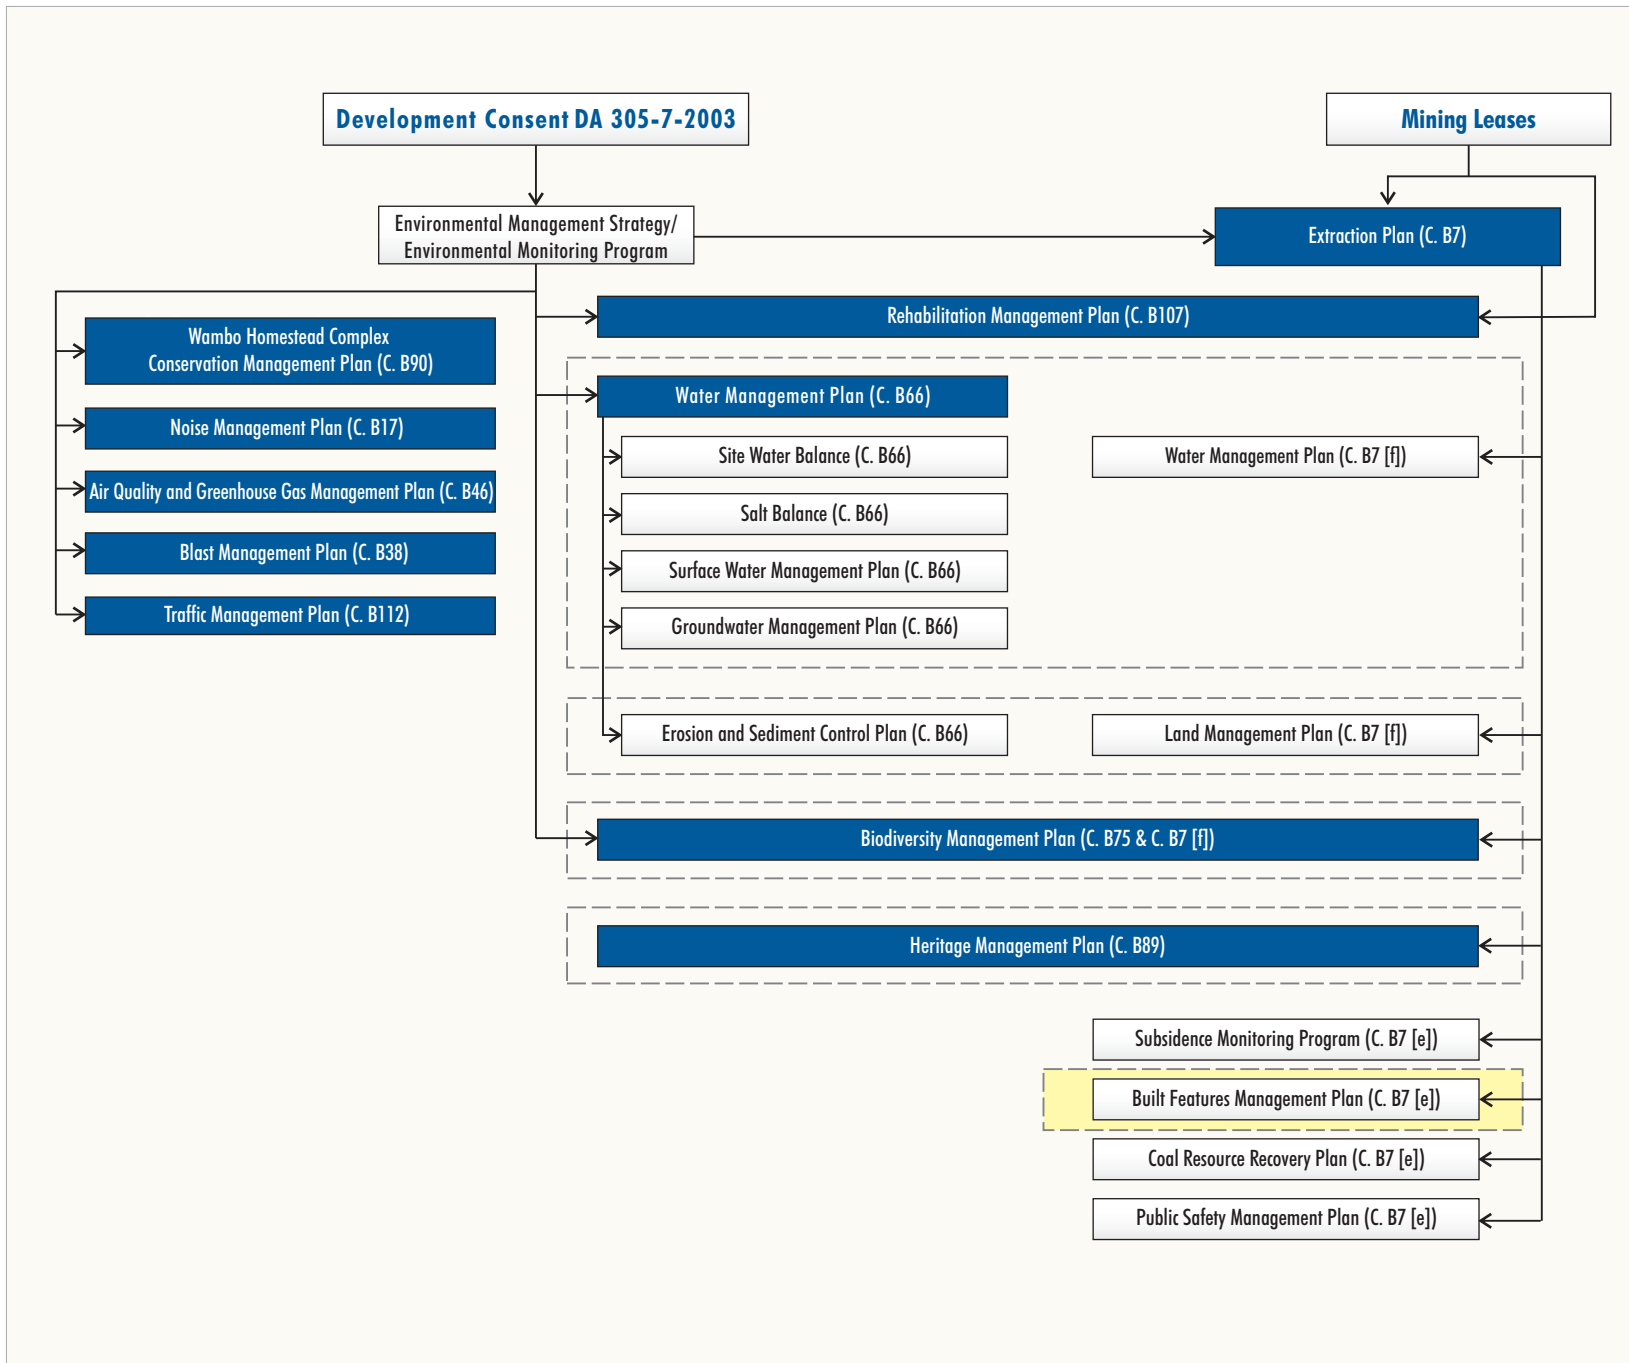 Development Consent DA 305-7-2003
Mining Leases
Environmental Management Strategy/
Environmental Monitoring Program
Extraction Plan (C. B7)
Rehabilitation Management Plan (C. B107)
Wambo Homestead Complex
Conservation Management Plan (C. B90)
Noise Management Plan (C. B17)
Air Quality and Greenhouse Gas Management Plan (C. B46)
Blast Management Plan (C. B38)
Traffic Management Plan (C. B112)
Water Management Plan (C. B66)
Site Water Balance (C. B66)
Salt Balance (C. B66)
Surface Water Management Plan (C. B66)
Groundwater Management Plan (C. B66)
Water Management Plan (C. B7 [f])
Erosion and Sediment Control Plan (C. B66)
Land Management Plan (C. B7 [f])
Biodiversity Management Plan (C. B75 & C. B7 [f])
Heritage Management Plan (C. B89)
Subsidence Monitoring Program (C. B7 [e])
Built Features Management Plan (C. B7 [e])
Coal Resource Recovery Plan (C. B7 [e])
Public Safety Management Plan (C. B7 [e])